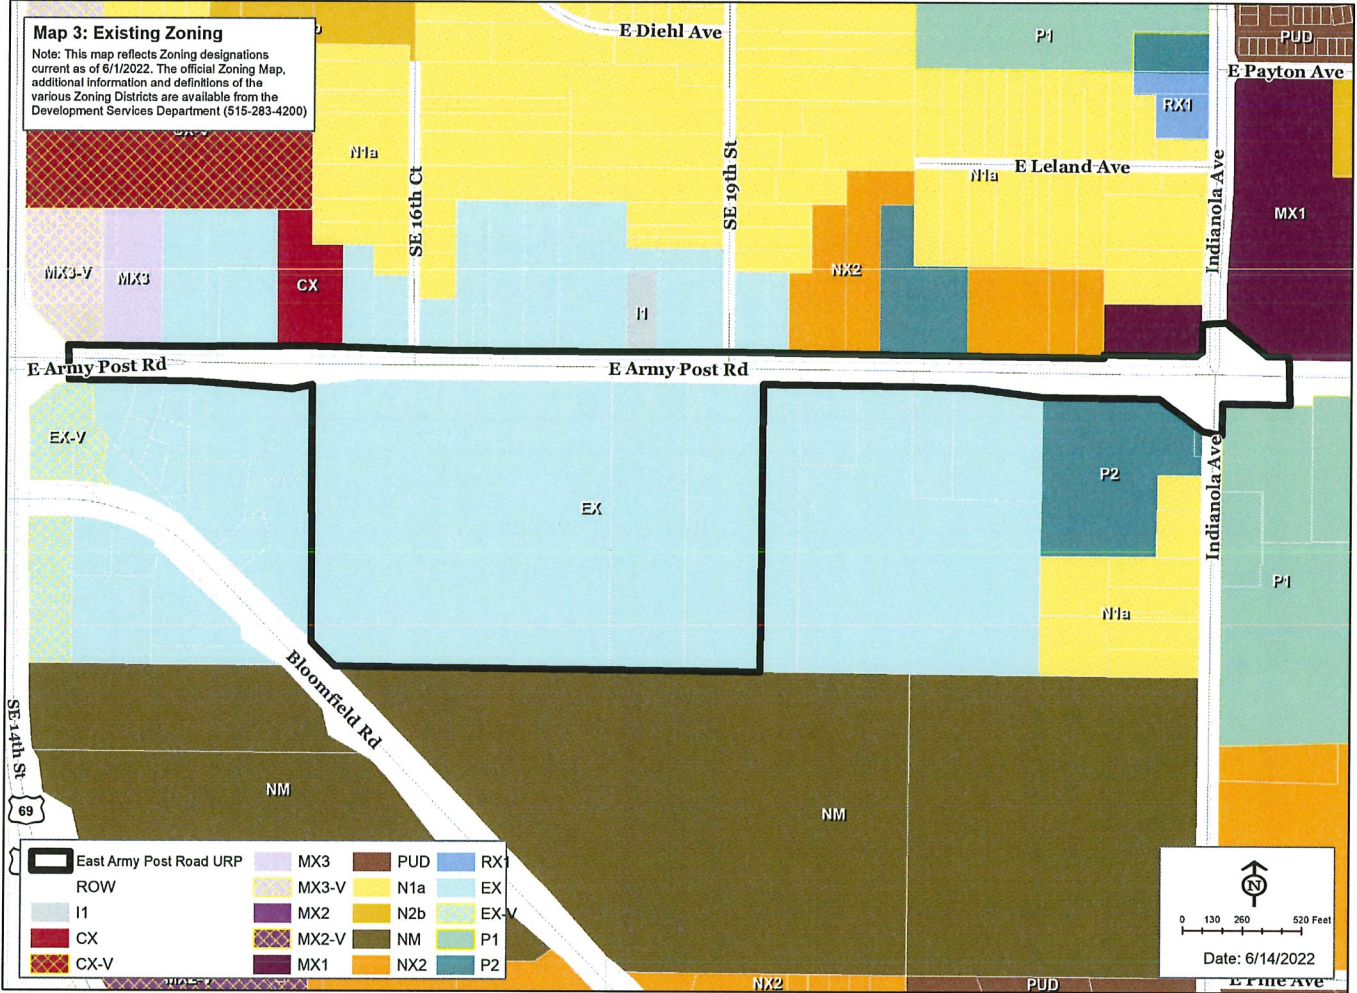 Map 3: Existing Zoning
Note: This map reflects Zoning designations
current as of 6/1/2022. The official Zoning Map,
additional information and definitions of the
various Zoning Districts are available from the
Development Services Department (515-283-4200)
E Diehl Ave
P1
PUD
E Payton Ave
RX1
CX-V
N1a
E Leland Ave
N1a
SE 16th Ct
SE 19th St
Indianola Ave
MX1
MX3-V
MX3
CX
NX2
I1
E Army Post Rd
E Army Post Rd
EX-V
EX
P2
Indianola Ave
P1
N1a
Bloomfield Rd
SE 14th St
69
NM
NM
East Army Post Road URP
ROW
I1
CX
CX-V
MX3
MX3-V
MX2
MX2-V
MX1
PUD
N1a
N2b
NM
NX2
RX1
EX
EX-V
P1
P2
N
0 130 260 520 Feet
Date: 6/14/2022
MX2-V
NX2
PUD
E Pine Ave